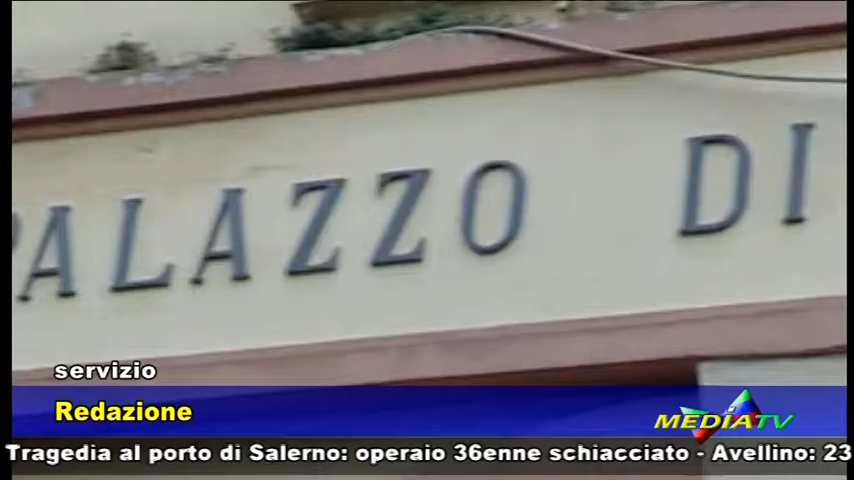 PALAZZO DI
servizio
Redazione
MEDIATV
Tragedia al porto di Salerno: operaio 36enne schiacciato - Avellino: 23